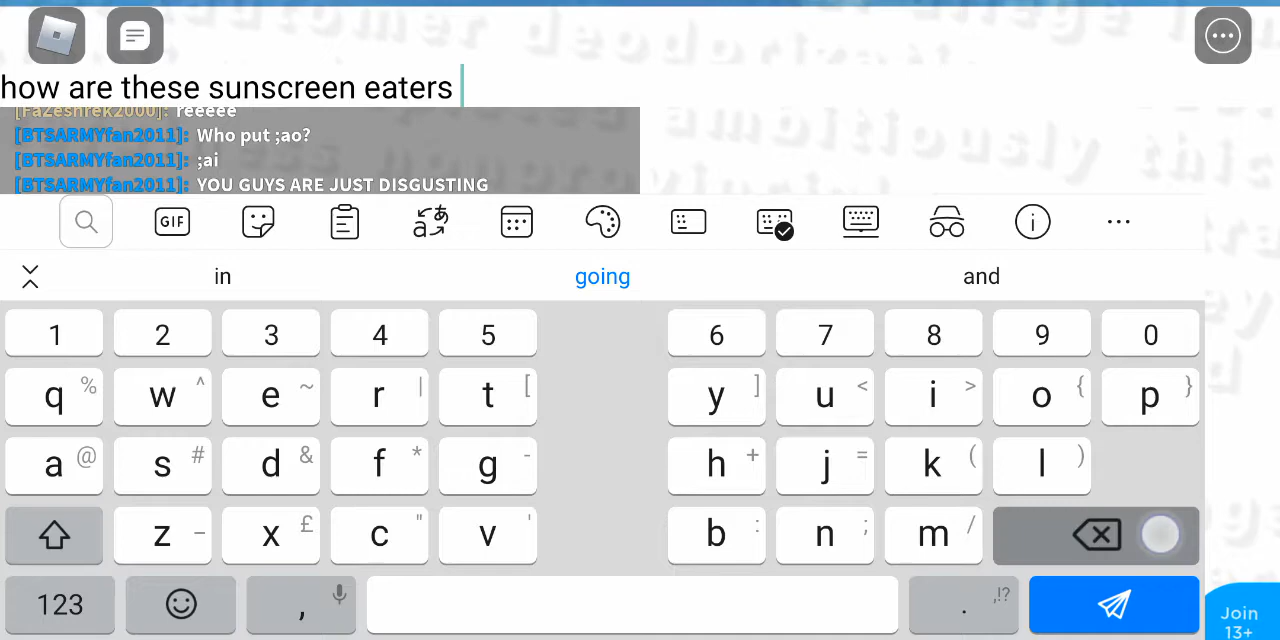 how are these sunscreen eaters
[FaZeshrek2000]: reeeee
[BTSARMYfan2011]: Who put ;ao?
[BTSARMYfan2011]: ;ai
[BTSARMYfan2011]: YOU GUYS ARE JUST DISGUSTING
GIF
in going and
1 2 3 4 5 6 7 8 9 0
q % w ^ e ~ r | t [ y ] u < i > o { p }
a @ s # d & f * g - h + j = k ( l )
z – x £ c " v ' b : n ; m /
123 , . ,!?
Join
13+